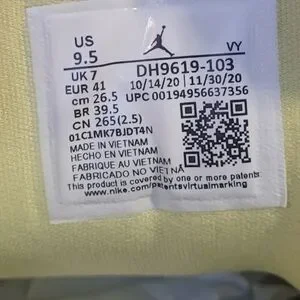 US
9.5
VY
UK 7
EUR 41
cm 26.5
BR 39.5
CN 265(2.5)
DH9619-103
10/14/20 | 11/30/20
UPC 00194956637356
01C1MK7BJDT4N
MADE IN VIETNAM
HECHO EN VIETNAM
FABRIQUE AU VIETNAM
FABRICADO NO VIETNA
This product is covered by one or more patents
www.nike.com/patentsvirtualmarking